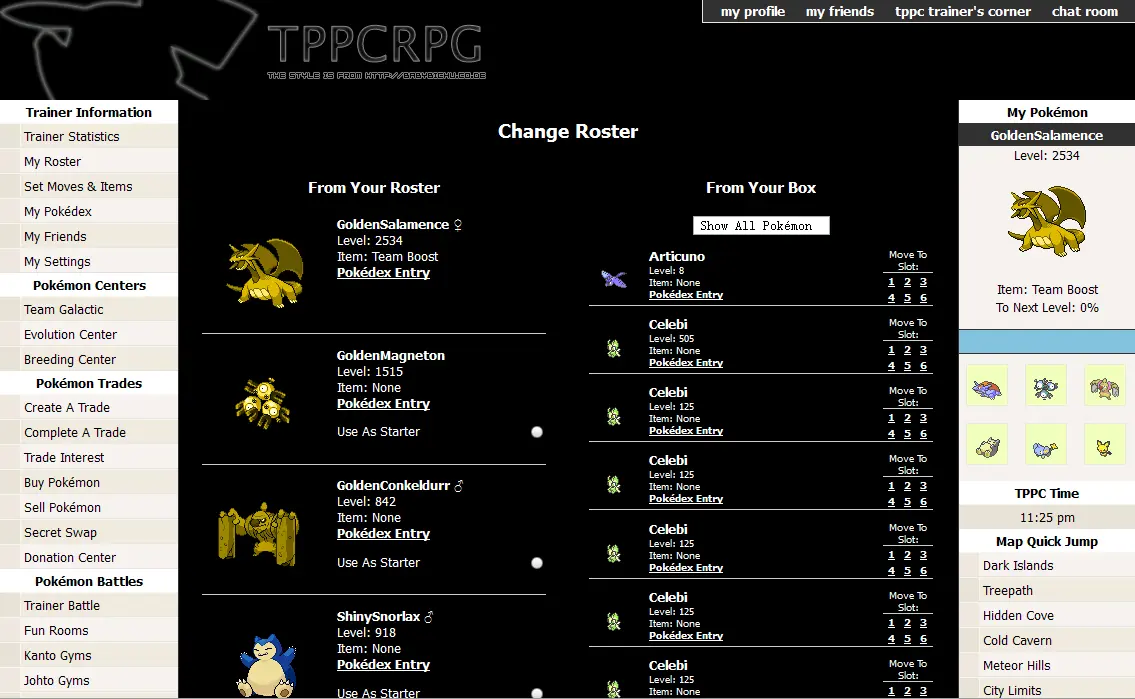 my profile my friends tppc trainer's corner chat room
TPPCRPG
THE STYLE IS FROM HTTP://BABYBICHU.CO.DE
Trainer Information
Trainer Statistics
My Roster
Set Moves & Items
My Pokédex
My Friends
My Settings
Pokémon Centers
Team Galactic
Evolution Center
Breeding Center
Pokémon Trades
Create A Trade
Complete A Trade
Trade Interest
Buy Pokémon
Sell Pokémon
Secret Swap
Donation Center
Pokémon Battles
Trainer Battle
Fun Rooms
Kanto Gyms
Johto Gyms
Change Roster
From Your Roster
GoldenSalamence ♀
Level: 2534
Item: Team Boost
Pokédex Entry
GoldenMagneton
Level: 1515
Item: None
Pokédex Entry
Use As Starter
GoldenConkeldurr ♂
Level: 842
Item: None
Pokédex Entry
Use As Starter
ShinySnorlax ♂
Level: 918
Item: None
Pokédex Entry
Use As Starter
From Your Box
Show All Pokémon
Articuno
Level: 8
Item: None
Pokédex Entry
Move To
Slot:
1 2 3
4 5 6
Celebi
Level: 505
Item: None
Pokédex Entry
Move To
Slot:
1 2 3
4 5 6
Celebi
Level: 125
Item: None
Pokédex Entry
Move To
Slot:
1 2 3
4 5 6
Celebi
Level: 125
Item: None
Pokédex Entry
Move To
Slot:
1 2 3
4 5 6
Celebi
Level: 125
Item: None
Pokédex Entry
Move To
Slot:
1 2 3
4 5 6
Celebi
Level: 125
Item: None
Pokédex Entry
Move To
Slot:
1 2 3
4 5 6
Celebi
Level: 125
Item: None
Move To
Slot:
1 2 3
My Pokémon
GoldenSalamence
Level: 2534
Item: Team Boost
To Next Level: 0%
TPPC Time
11:25 pm
Map Quick Jump
Dark Islands
Treepath
Hidden Cove
Cold Cavern
Meteor Hills
City Limits